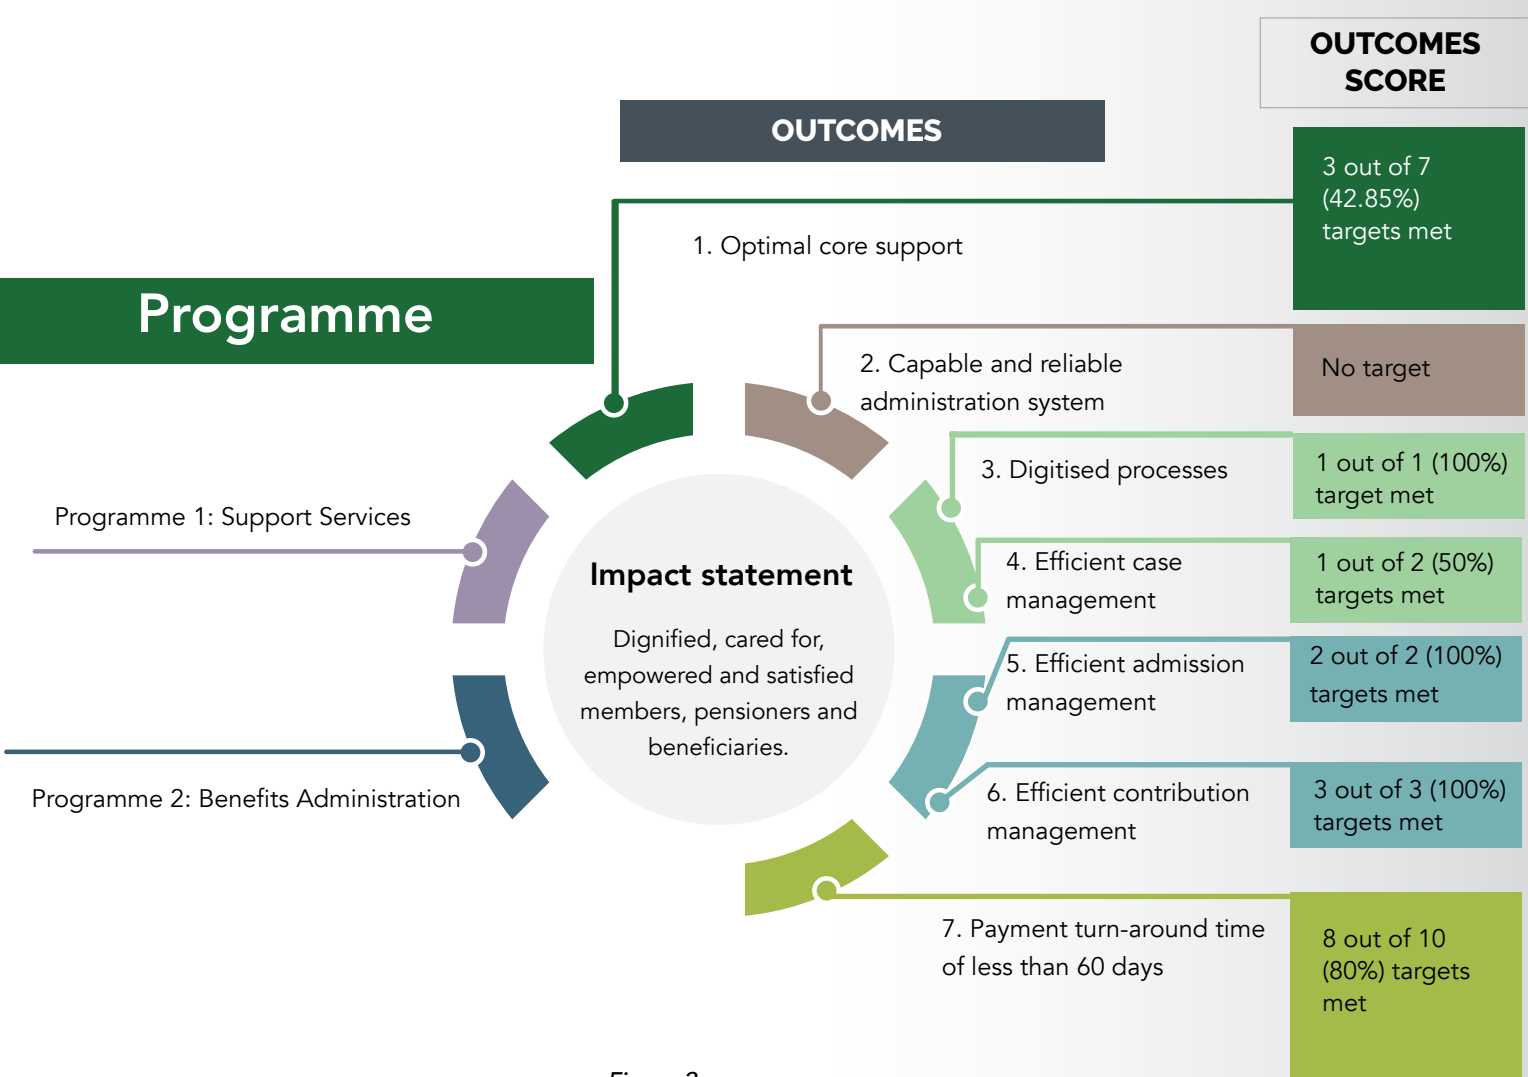 OUTCOMES
SCORE
OUTCOMES
3 out of 7
(42.85%)
targets met
1. Optimal core support
Programme
No target
2. Capable and reliable
administration system
1 out of 1 (100%)
target met
3. Digitised processes
Programme 1: Support Services
1 out of 2 (50%)
targets met
4. Efficient case
management
Impact statement
Dignified, cared for,
empowered and satisfied
members, pensioners and
beneficiaries.
2 out of 2 (100%)
targets met
5. Efficient admission
management
Programme 2: Benefits Administration
3 out of 3 (100%)
targets met
6. Efficient contribution
management
7. Payment turn-around time
of less than 60 days
8 out of 10
(80%) targets
met